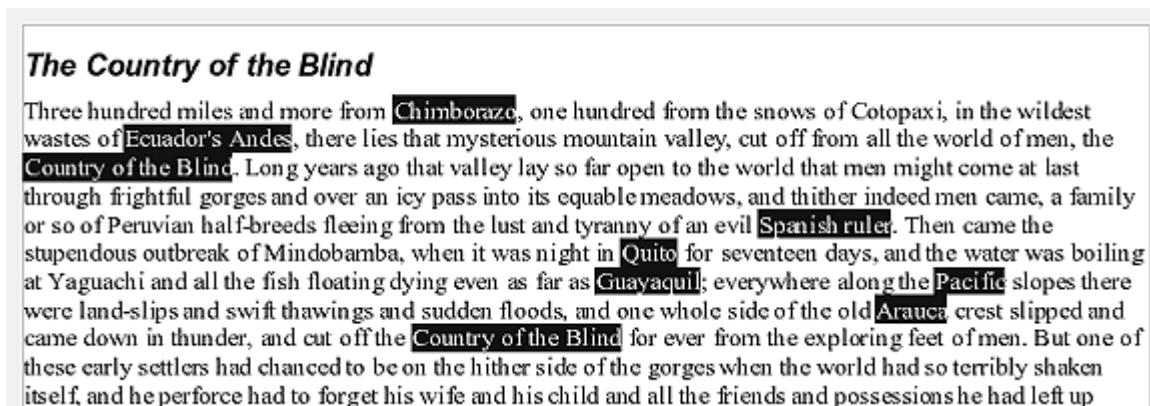 The Country of the Blind
Three hundred miles and more from Chimborazo, one hundred from the snows of Cotopaxi, in the wildest
wastes of Ecuador's Andes, there lies that mysterious mountain valley, cut off from all the world of men, the
Country of the Blind. Long years ago that valley lay so far open to the world that men might come at last
through frightful gorges and over an icy pass into its equable meadows, and thither indeed men came, a family
or so of Peruvian half-breeds fleeing from the lust and tyranny of an evil Spanish ruler. Then came the
stupendous outbreak of Mindobamba, when it was night in Quito for seventeen days, and the water was boiling
at Yaguachi and all the fish floating dying even as far as Guayaquil; everywhere along the Pacific slopes there
were land-slips and swift thawings and sudden floods, and one whole side of the old Arauca crest slipped and
came down in thunder, and cut off the Country of the Blind for ever from the exploring feet of men. But one of
these early settlers had chanced to be on the hither side of the gorges when the world had so terribly shaken
itself, and he perforce had to forget his wife and his child and all the friends and possessions he had left up